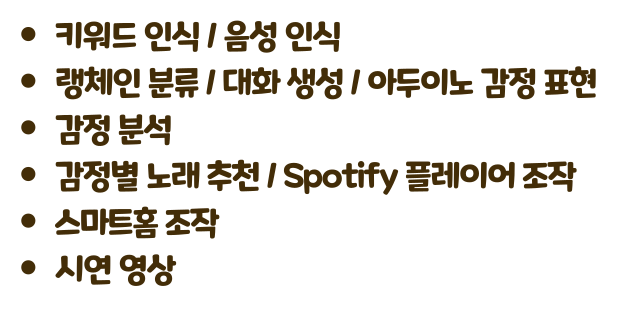 • 키워드 인식 / 음성 인식
• 랭체인 분류 / 대화 생성 / 아두이노 감정 표현
• 감정 분석
• 감정별 노래 추천 / Spotify 플레이어 조작
• 스마트홈 조작
• 시연 영상